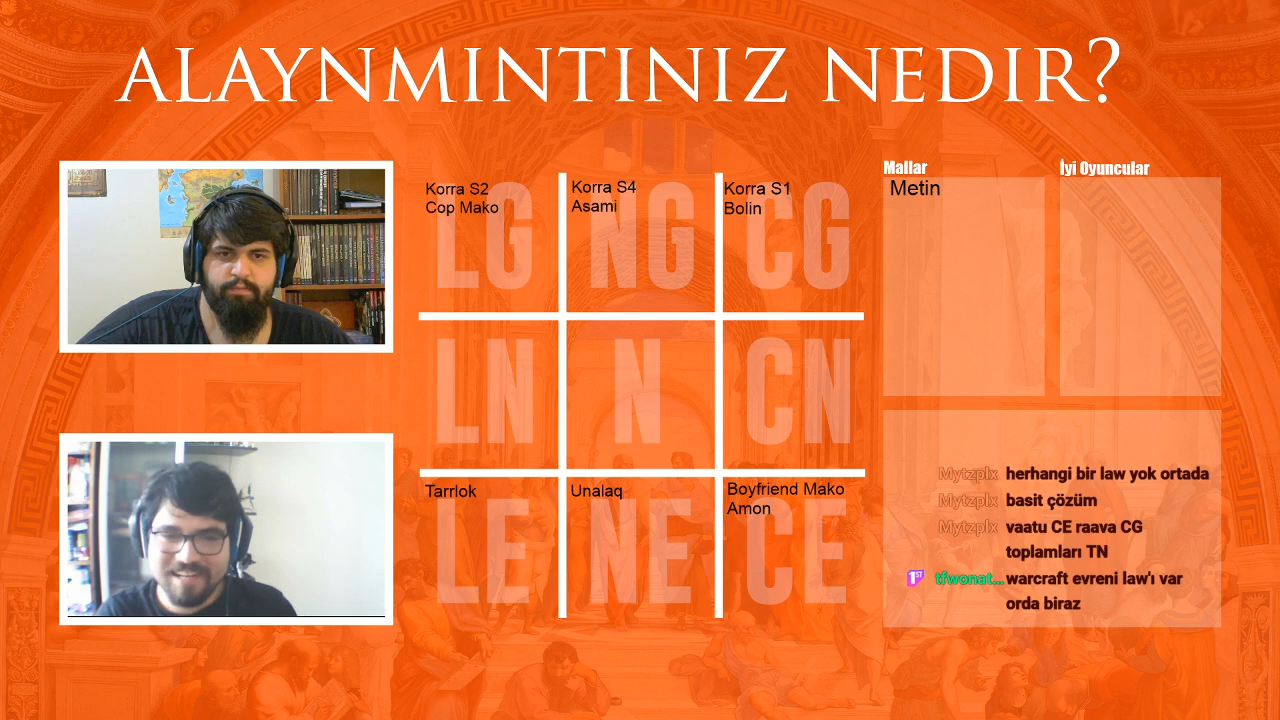 ALAYNMINTINIZ NEDIR?
Korra S2
Cop Mako
LG
Korra S4
Asami
NG
Korra S1
Bolin
CG
LN
N
CN
Tarrlok
LE
Unalaq
NE
Boyfriend Mako
Amon
CE
Mallar
Metin
İyi Oyuncular
Mytzplx herhangi bir law yok ortada
Mytzplx basit çözüm
Mytzplx vaatu CE raava CG
toplamları TN
1ST tfwonat... warcraft evreni law'ı var
orda biraz